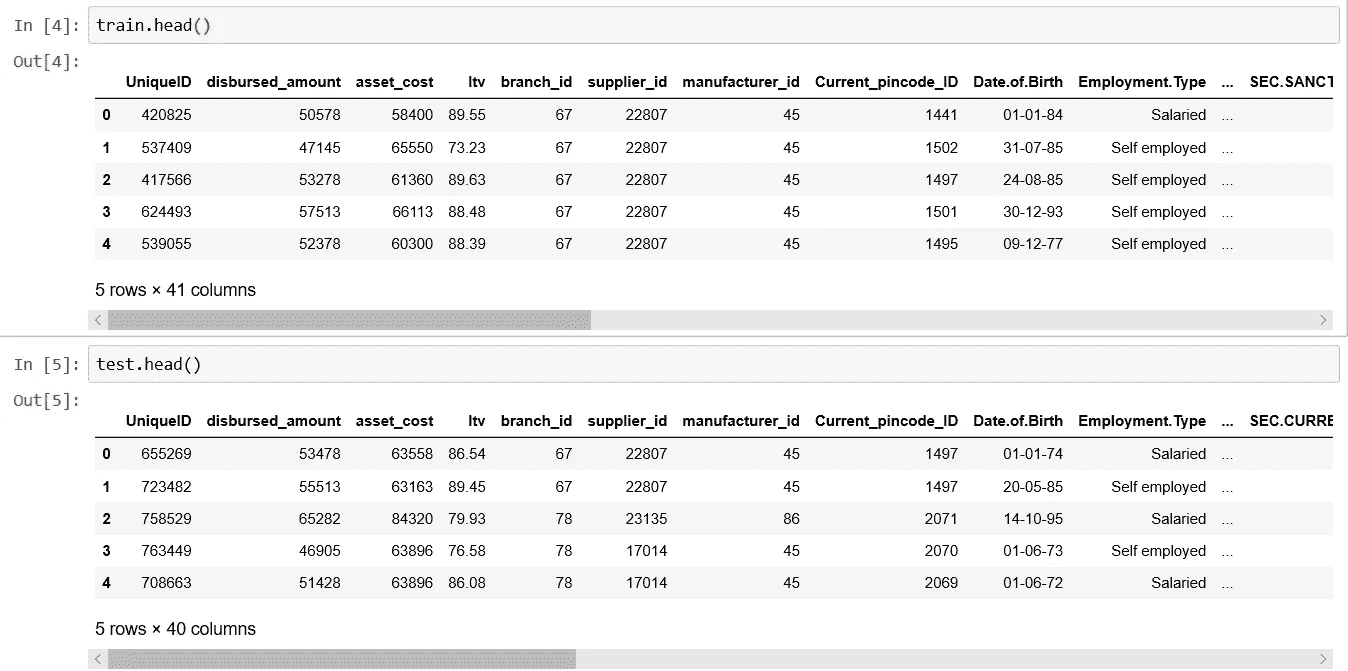 In [4]: train.head()
Out[4]:
UniqueID disbursed_amount asset_cost ltv branch_id supplier_id manufacturer_id Current_pincode_ID Date.of.Birth Employment.Type ... SEC.SANCT
0 420825 50578 58400 89.55 67 22807 45 1441 01-01-84 Salaried ...
1 537409 47145 65550 73.23 67 22807 45 1502 31-07-85 Self employed ...
2 417566 53278 61360 89.63 67 22807 45 1497 24-08-85 Self employed ...
3 624493 57513 66113 88.48 67 22807 45 1501 30-12-93 Self employed ...
4 539055 52378 60300 88.39 67 22807 45 1495 09-12-77 Self employed ...
5 rows × 41 columns
In [5]: test.head()
Out[5]:
UniqueID disbursed_amount asset_cost ltv branch_id supplier_id manufacturer_id Current_pincode_ID Date.of.Birth Employment.Type ... SEC.CURRE
0 655269 53478 63558 86.54 67 22807 45 1497 01-01-74 Salaried ...
1 723482 55513 63163 89.45 67 22807 45 1497 20-05-85 Self employed ...
2 758529 65282 84320 79.93 78 23135 86 2071 14-10-95 Salaried ...
3 763449 46905 63896 76.58 78 17014 45 2070 01-06-73 Self employed ...
4 708663 51428 63896 86.08 78 17014 45 2069 01-06-72 Salaried ...
5 rows × 40 columns